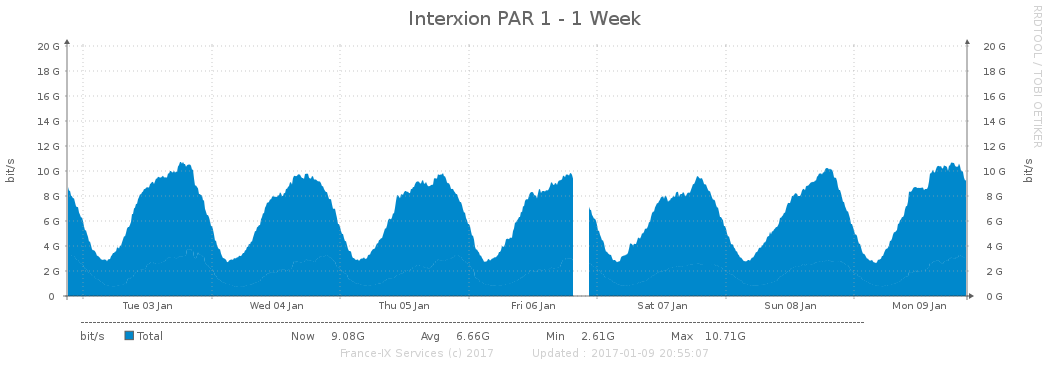 Interxion PAR 1 - 1 Week
RRDTOOL / TOBI OETIKER
bit/s
bit/s
20 G 20 G
18 G 18 G
16 G 16 G
14 G 14 G
12 G 12 G
10 G 10 G
8 G 8 G
6 G 6 G
4 G 4 G
2 G 2 G
0 0 G
Tue 03 Jan Wed 04 Jan Thu 05 Jan Fri 06 Jan Sat 07 Jan Sun 08 Jan Mon 09 Jan
bit/s Total Now 9.08G Avg 6.66G Min 2.61G Max 10.71G
France-IX Services (c) 2017 Updated : 2017-01-09 20:55:07